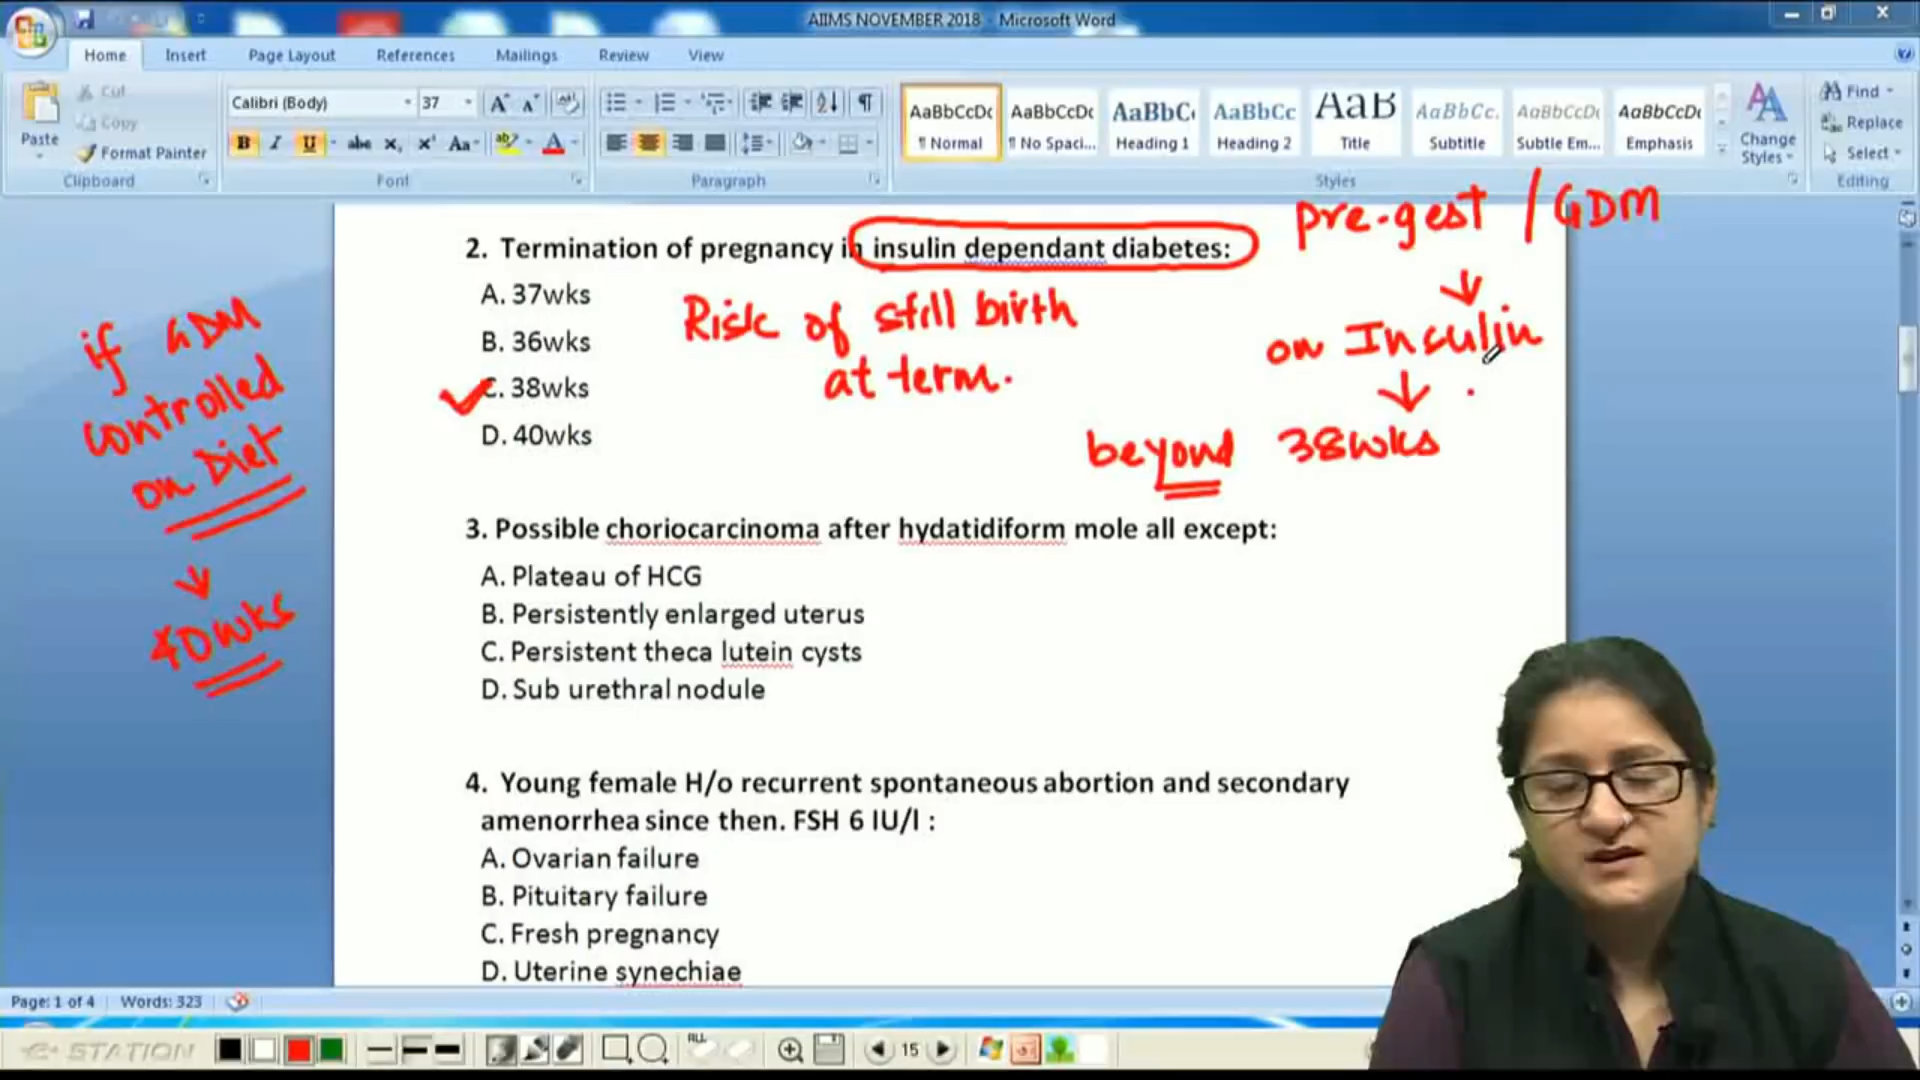 AIIMS NOVEMBER 2018 - Microsoft Word
Home Insert Page Layout References Mailings Review View
Paste
Cut
Copy
Format Painter
Clipboard
Calibri (Body) 37
B I U abc x, x' Aa
Font
Paragraph
AaBbCcDc AaBbCcDc AaBbC AaBbCc AaB AaBbCc. AaBbCcDc AaBbCcDc
¶ Normal ¶ No Spaci... Heading 1 Heading 2 Title Subtitle Subtle Em... Emphasis
Change Styles
Styles
Find
Replace
Select
Editing
Pre-gest / GDM
↓
on Insulin
↓
beyond 38wks
2. Termination of pregnancy in insulin dependant diabetes:
A. 37wks
B. 36wks
C. 38wks
D. 40wks
Risk of still birth
at term.
if GDM
controlled
on Diet
↓
40wks
3. Possible choriocarcinoma after hydatidiform mole all except:
A. Plateau of HCG
B. Persistently enlarged uterus
C. Persistent theca lutein cysts
D. Sub urethral nodule
4. Young female H/o recurrent spontaneous abortion and secondary
amenorrhea since then. FSH 6 IU/l :
A. Ovarian failure
B. Pituitary failure
C. Fresh pregnancy
D. Uterine synechiae
Page: 1 of 4 Words: 323
e-STATION
ALL
15